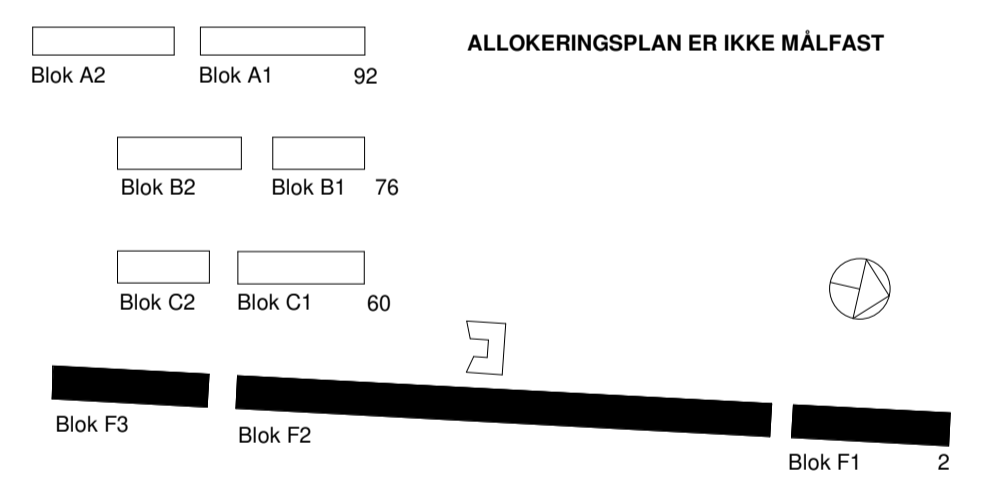 ALLOKERINGSPLAN ER IKKE MÅLFAST
Blok A2 Blok A1 92
Blok B2 Blok B1 76
Blok C2 Blok C1 60
Blok F3
Blok F2
Blok F1 2